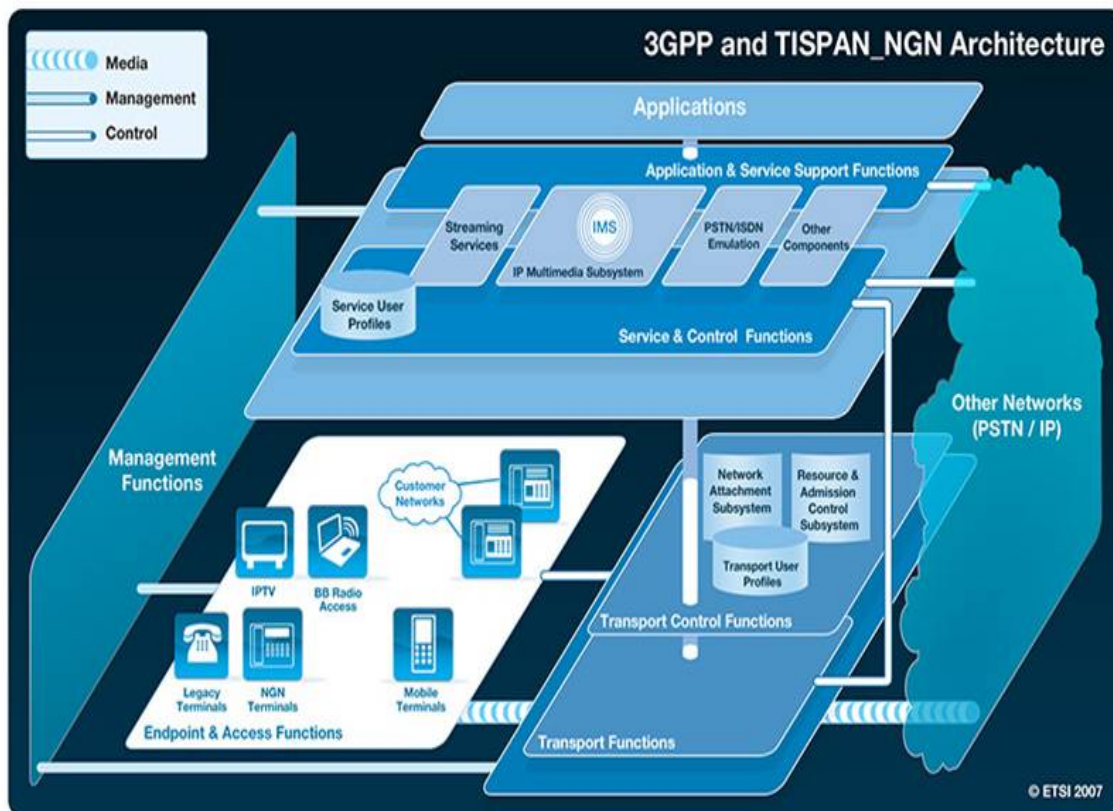 3GPP and TISPAN_NGN Architecture
Media
Management
Control
Applications
Application & Service Support Functions
Streaming
Services
IMS
IP Multimedia Subsystem
PSTN/ISDN
Emulation
Other
Components
Service User
Profiles
Service & Control Functions
Management
Functions
Other Networks
(PSTN / IP)
Customer
Networks
IPTV
BB Radio
Access
Legacy
Terminals
NGN
Terminals
Mobile
Terminals
Endpoint & Access Functions
Network
Attachment
Subsystem
Resource &
Admission
Control
Subsystem
Transport User
Profiles
Transport Control Functions
Transport Functions
© ETSI 2007